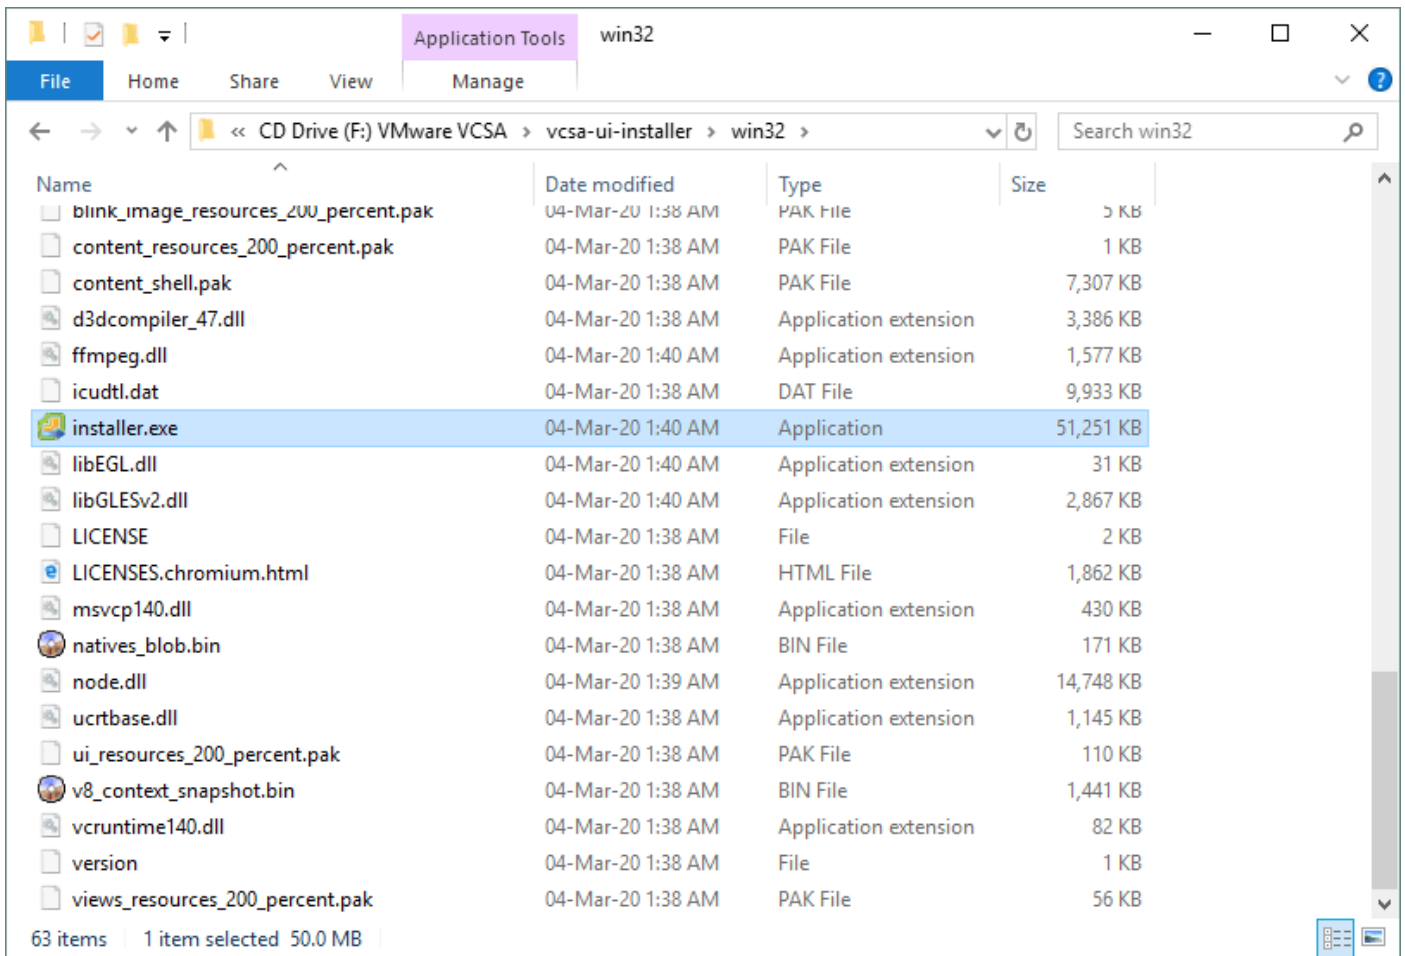 Application Tools win32
File Home Share View Manage
« CD Drive (F:) VMware VCSA > vcsa-ui-installer > win32 > Search win32
Name Date modified Type Size
blink_image_resources_200_percent.pak 04-Mar-20 1:38 AM PAK File 5 KB
content_resources_200_percent.pak 04-Mar-20 1:38 AM PAK File 1 KB
content_shell.pak 04-Mar-20 1:38 AM PAK File 7,307 KB
d3dcompiler_47.dll 04-Mar-20 1:38 AM Application extension 3,386 KB
ffmpeg.dll 04-Mar-20 1:40 AM Application extension 1,577 KB
icudtl.dat 04-Mar-20 1:38 AM DAT File 9,933 KB
installer.exe 04-Mar-20 1:40 AM Application 51,251 KB
libEGL.dll 04-Mar-20 1:40 AM Application extension 31 KB
libGLESv2.dll 04-Mar-20 1:40 AM Application extension 2,867 KB
LICENSE 04-Mar-20 1:38 AM File 2 KB
LICENSES.chromium.html 04-Mar-20 1:38 AM HTML File 1,862 KB
msvcp140.dll 04-Mar-20 1:38 AM Application extension 430 KB
natives_blob.bin 04-Mar-20 1:38 AM BIN File 171 KB
node.dll 04-Mar-20 1:39 AM Application extension 14,748 KB
ucrtbase.dll 04-Mar-20 1:38 AM Application extension 1,145 KB
ui_resources_200_percent.pak 04-Mar-20 1:38 AM PAK File 110 KB
v8_context_snapshot.bin 04-Mar-20 1:38 AM BIN File 1,441 KB
vcruntime140.dll 04-Mar-20 1:38 AM Application extension 82 KB
version 04-Mar-20 1:38 AM File 1 KB
views_resources_200_percent.pak 04-Mar-20 1:38 AM PAK File 56 KB
63 items 1 item selected 50.0 MB